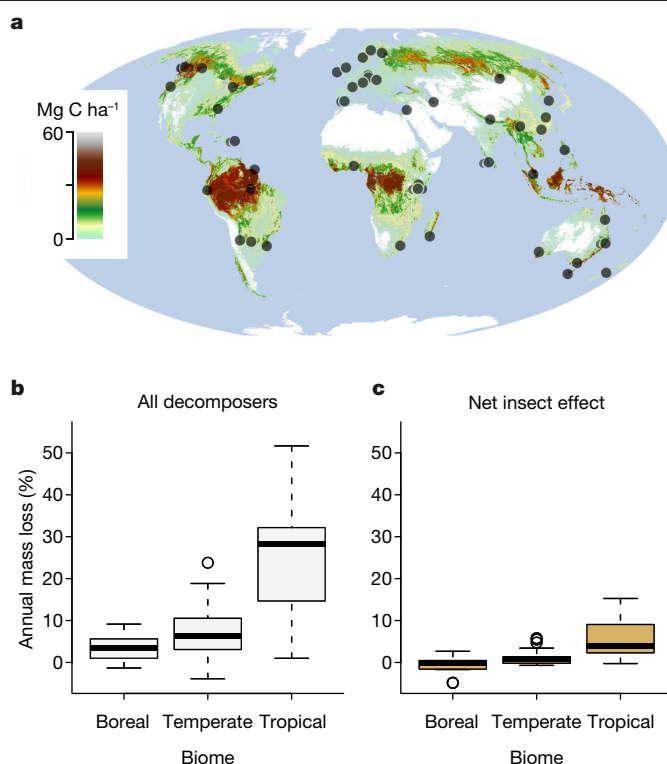 a
Mg C ha⁻¹
60
0
b
All decomposers
Annual mass loss (%)
50
40
30
20
10
0
Boreal Temperate Tropical
Biome
c
Net insect effect
50
40
30
20
10
0
Boreal Temperate Tropical
Biome